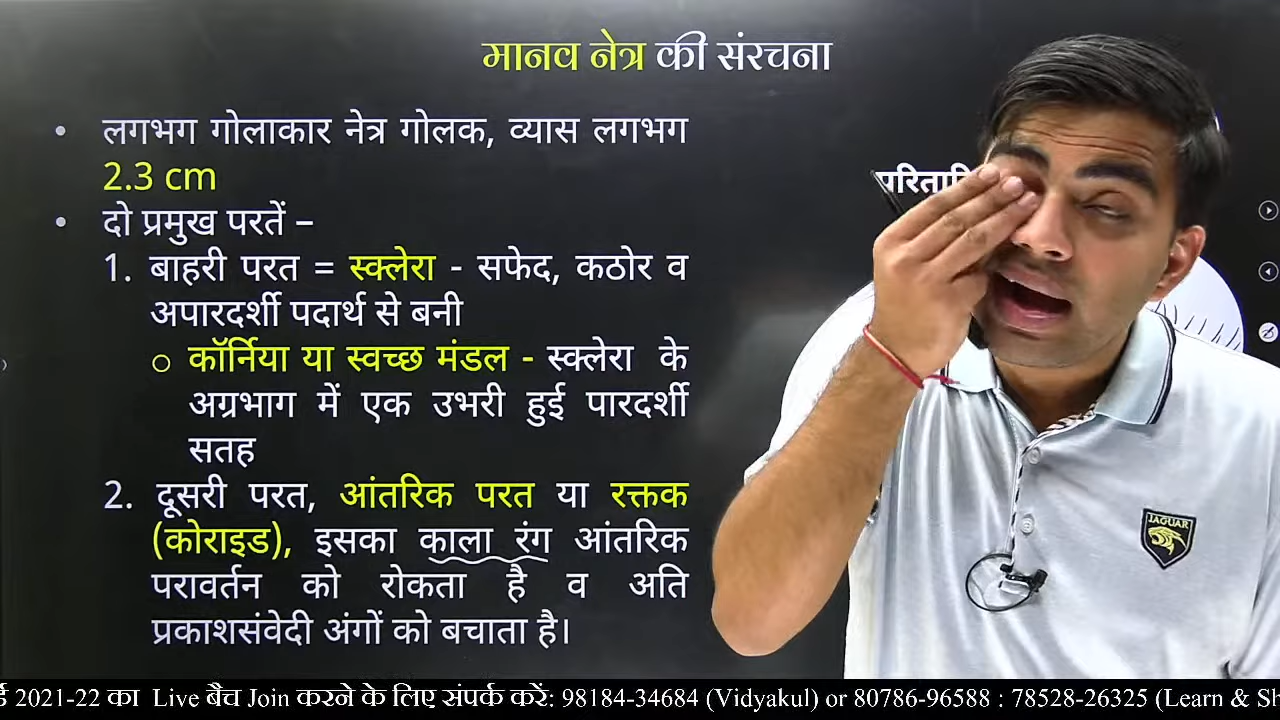 मानव नेत्र की संरचना
• लगभग गोलाकार नेत्र गोलक, व्यास लगभग
2.3 cm
• दो प्रमुख परतें –
1. बाहरी परत = स्क्लेरा - सफेद, कठोर व
अपारदर्शी पदार्थ से बनी
○ कॉर्निया या स्वच्छ मंडल - स्क्लेरा के
अग्रभाग में एक उभरी हुई पारदर्शी
सतह
2. दूसरी परत, आंतरिक परत या रक्तक
(कोराइड), इसका काला रंग आंतरिक
परावर्तन को रोकता है व अति
प्रकाशसंवेदी अंगों को बचाता है।
JAGUAR
2021-22 का Live बैच Join करने के लिए संपर्क करें: 98184-34684 (Vidyakul) or 80786-96588 : 78528-26325 (Learn &